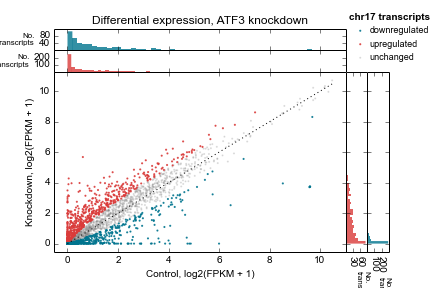 Differential expression, ATF3 knockdown
chr17 transcripts
downregulated
upregulated
unchanged
No.
transcripts
80
40
No.
transcripts
200
100
Knockdown, log2(FPKM + 1)
10
8
6
4
2
0
0
2
4
6
8
10
Control, log2(FPKM + 1)
30
60
No.
100
200
No.